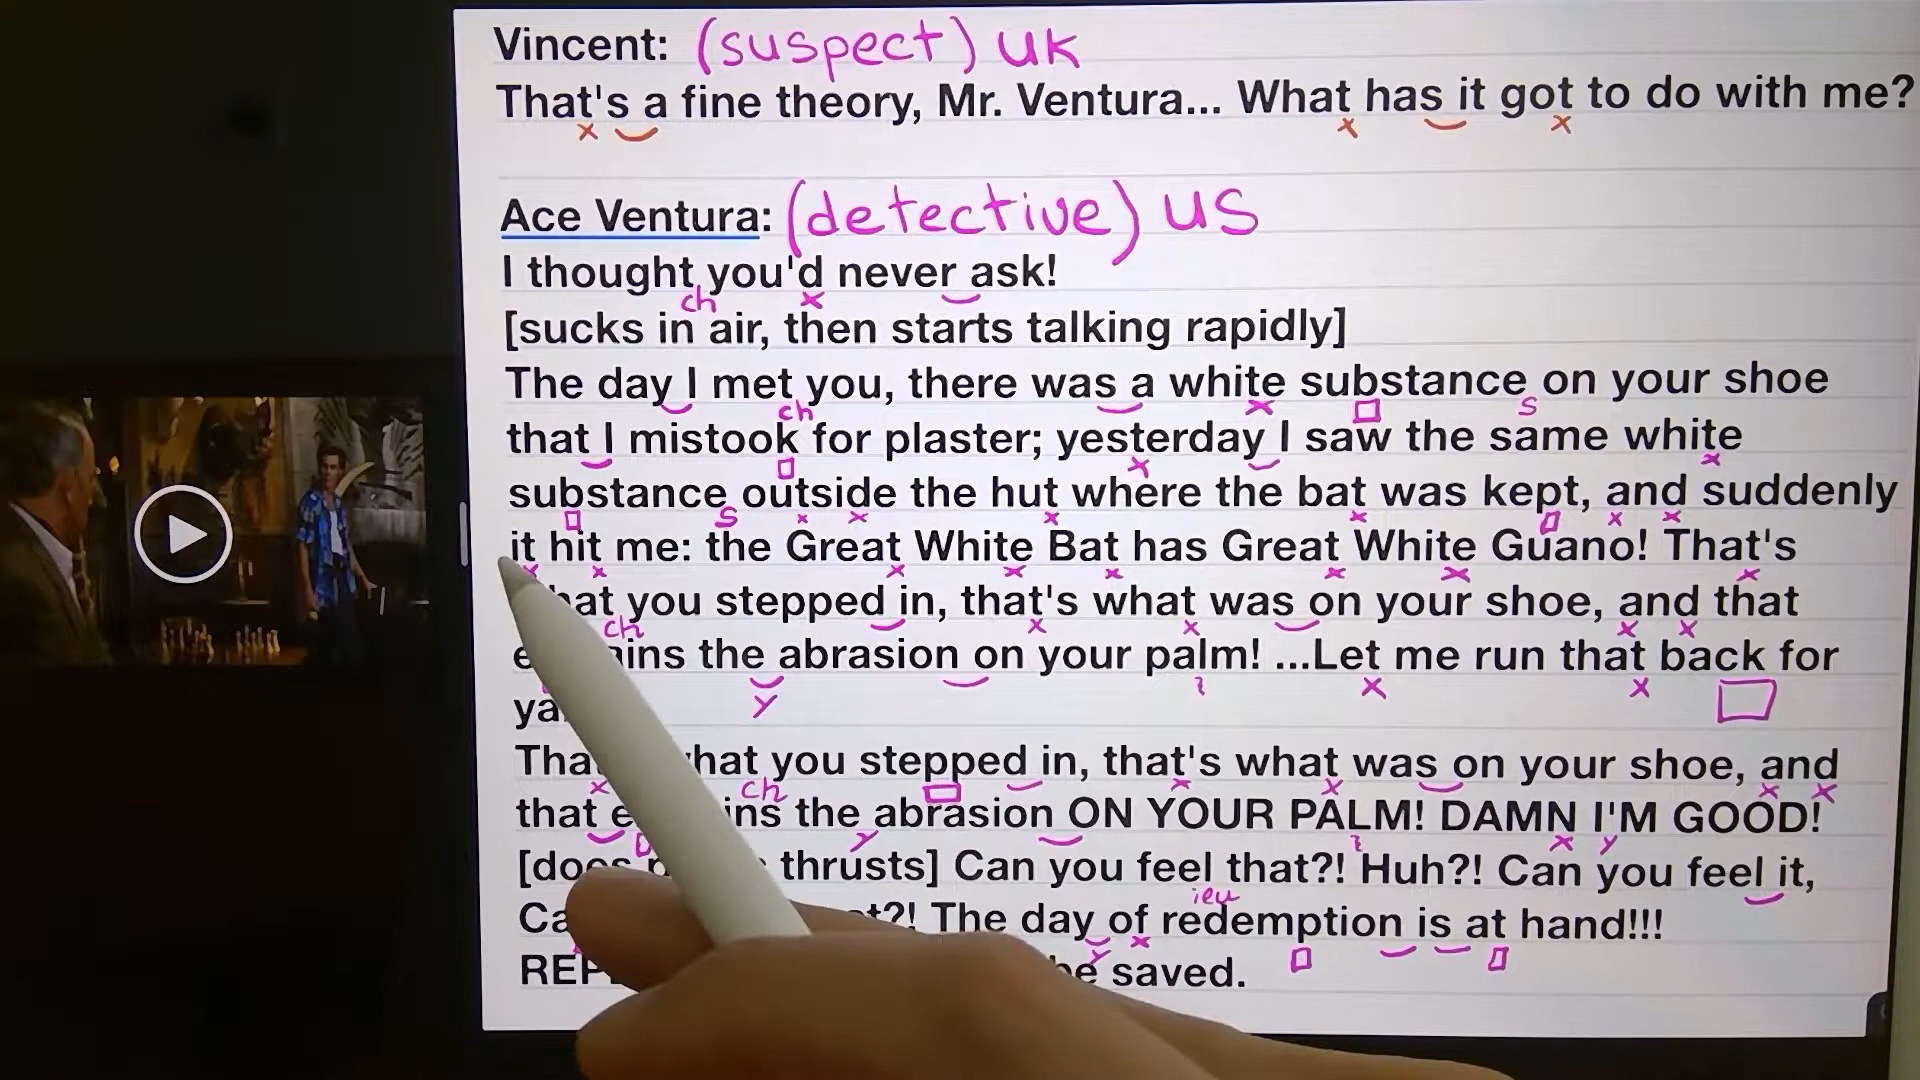 Vincent: (suspect) UK
That's a fine theory, Mr. Ventura... What has it got to do with me?
Ace Ventura: (detective) US
I thought you'd never ask!
ch
[sucks in air, then starts talking rapidly]
The day I met you, there was a white substance on your shoe
ch s
that I mistook for plaster; yesterday I saw the same white
substance outside the hut where the bat was kept, and suddenly
s
it hit me: the Great White Bat has Great White Guano! That's
you stepped in, that's what was on your shoe, and that
ch
the abrasion on your palm! ...Let me run that back for
y
you stepped in, that's what was on your shoe, and
ch
that the abrasion ON YOUR PALM! DAMN I'M GOOD!
y y
thrusts] Can you feel that?! Huh?! Can you feel it,
ieu
The day of redemption is at hand!!!
y
saved.